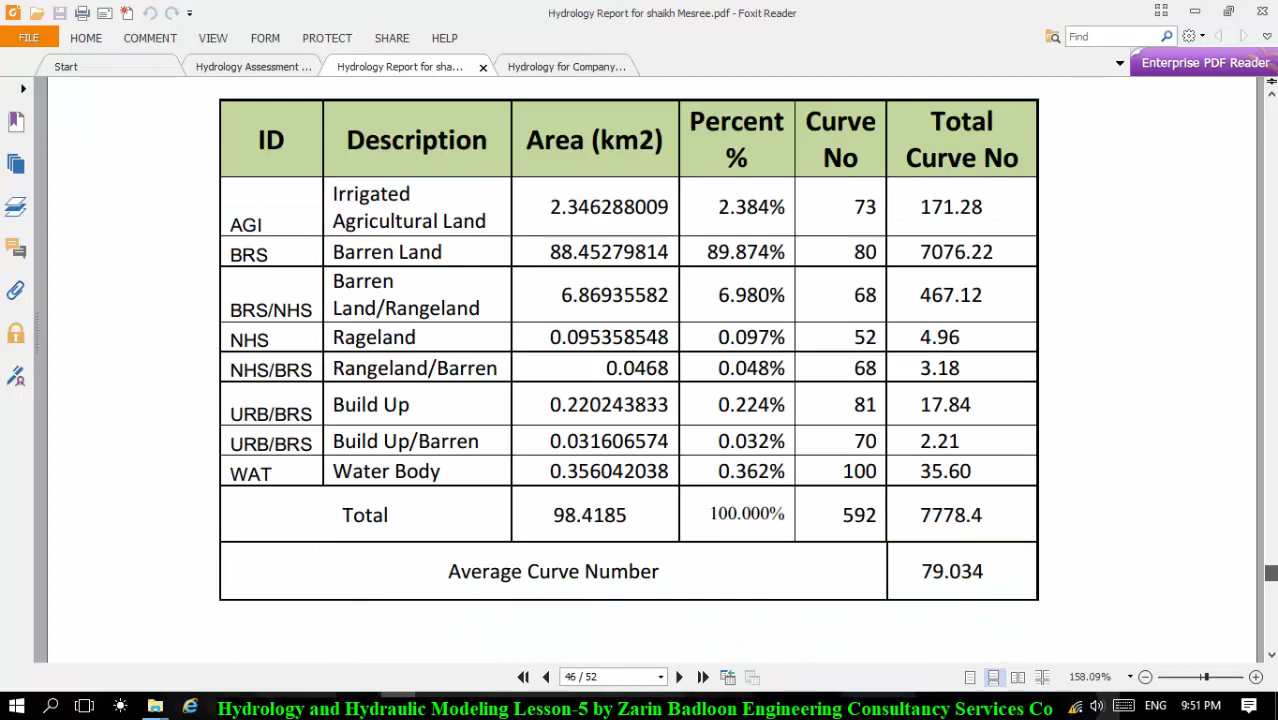 Hydrology Report for shaikh Mesree.pdf - Foxit Reader
FILE HOME COMMENT VIEW FORM PROTECT SHARE HELP Find
Start Hydrology Assessment ... Hydrology Report for sha... Hydrology for Company,... Enterprise PDF Reader
ID Description Area (km2) Percent % Curve No Total Curve No
AGI Irrigated Agricultural Land 2.346288009 2.384% 73 171.28
BRS Barren Land 88.45279814 89.874% 80 7076.22
BRS/NHS Barren Land/Rangeland 6.86935582 6.980% 68 467.12
NHS Rageland 0.095358548 0.097% 52 4.96
NHS/BRS Rangeland/Barren 0.0468 0.048% 68 3.18
URB/BRS Build Up 0.220243833 0.224% 81 17.84
URB/BRS Build Up/Barren 0.031606574 0.032% 70 2.21
WAT Water Body 0.356042038 0.362% 100 35.60
Total 98.4185 100.000% 592 7778.4
Average Curve Number 79.034
46 / 52 158.09%
Hydrology and Hydraulic Modeling Lesson-5 by Zarin Badloon Engineering Consultancy Services Co ENG 9:51 PM